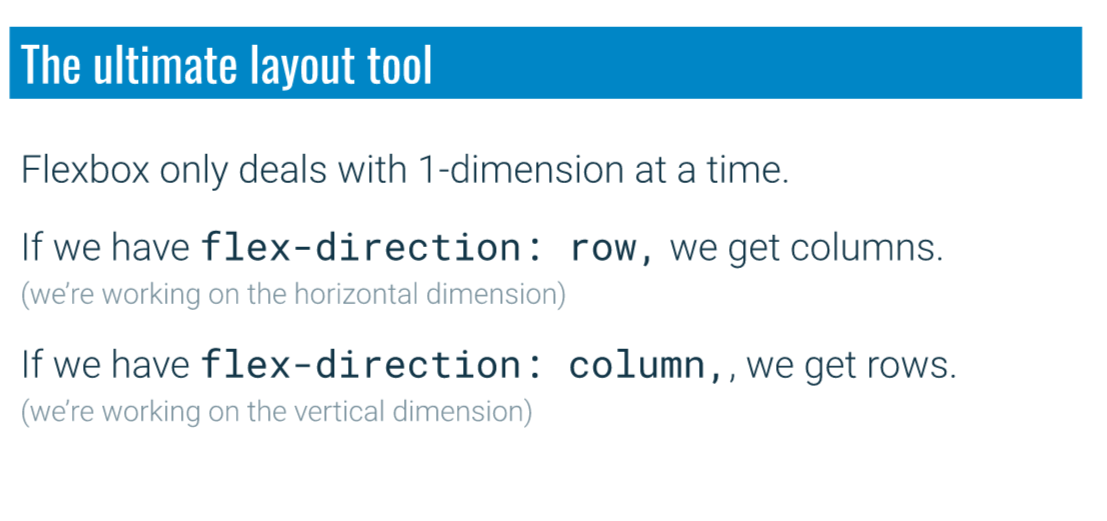 The ultimate layout tool
Flexbox only deals with 1-dimension at a time.
If we have flex-direction: row, we get columns.
(we’re working on the horizontal dimension)
If we have flex-direction: column,, we get rows.
(we’re working on the vertical dimension)